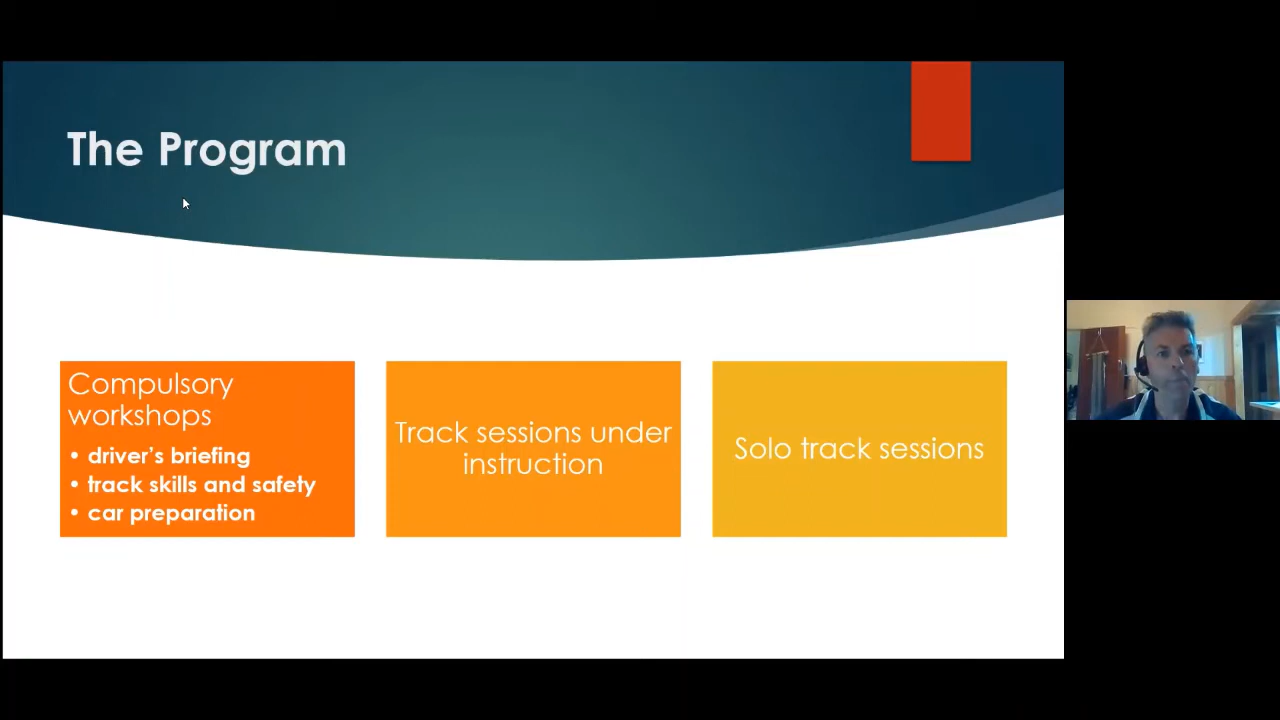 The Program
Compulsory
workshops
• driver's briefing
• track skills and safety
• car preparation
Track sessions under
instruction
Solo track sessions